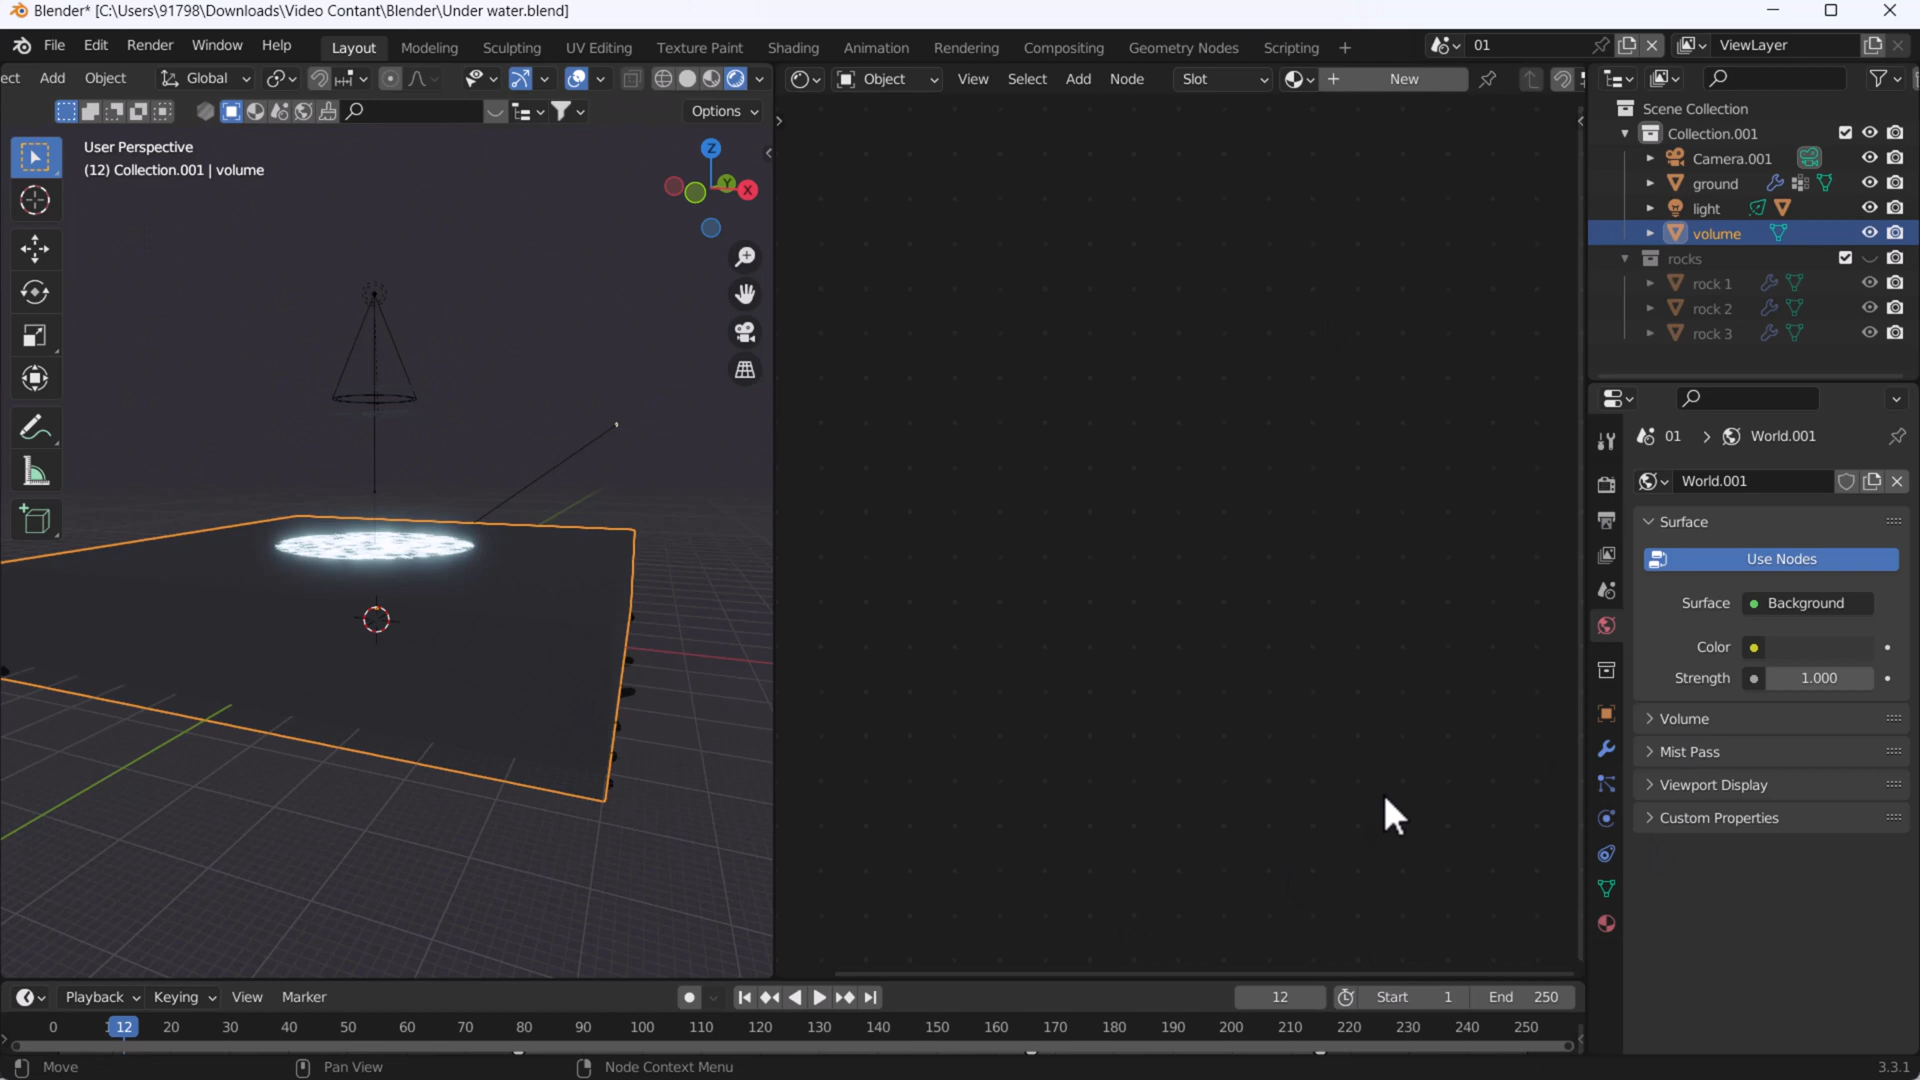 Blender* [C:\Users\91798\Downloads\Video Contant\Blender\Under water.blend]
File Edit Render Window Help Layout Modeling Sculpting UV Editing Texture Paint Shading Animation Rendering Compositing Geometry Nodes Scripting + 01 ViewLayer
ect Add Object Global Object View Select Add Node Slot New
Options
User Perspective
(12) Collection.001 | volume
Z
Y
X
Scene Collection
Collection.001
Camera.001
ground
light
volume
rocks
rock 1
rock 2
rock 3
01 > World.001
World.001
Surface
Use Nodes
Surface Background
Color
Strength 1.000
Volume
Mist Pass
Viewport Display
Custom Properties
Playback Keying View Marker 12 Start 1 End 250
0 12 20 30 40 50 60 70 80 90 100 110 120 130 140 150 160 170 180 190 200 210 220 230 240 250
Move Pan View Node Context Menu 3.3.1